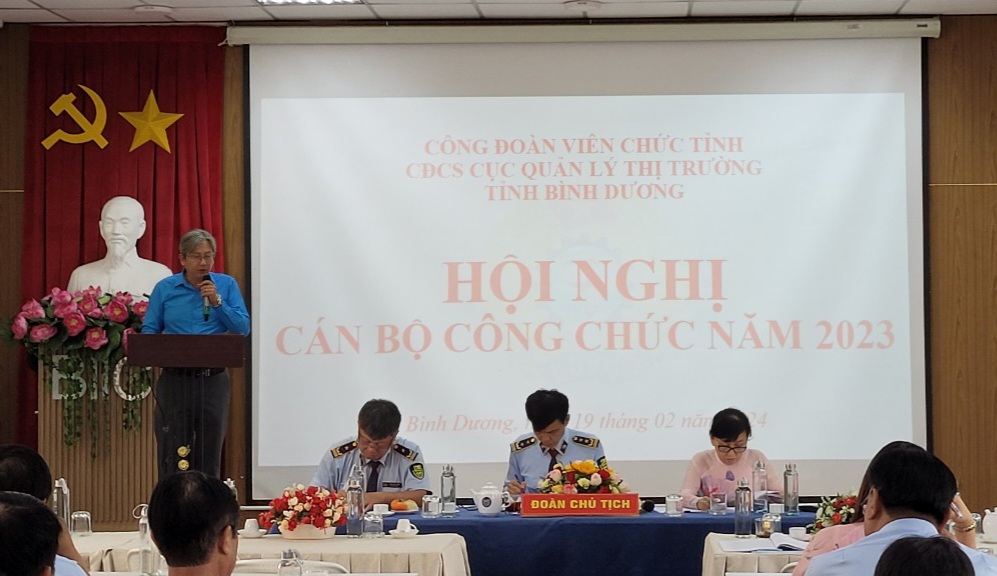 CÔNG ĐOÀN VIÊN CHỨC TỈNH
CĐCS CỤC QUẢN LÝ THỊ TRƯỜNG
TỈNH BÌNH DƯƠNG
HỘI NGHỊ
CÁN BỘ CÔNG CHỨC NĂM 2023
Bình Dương, 19 tháng 02 24
ĐOÀN CHỦ TỊCH